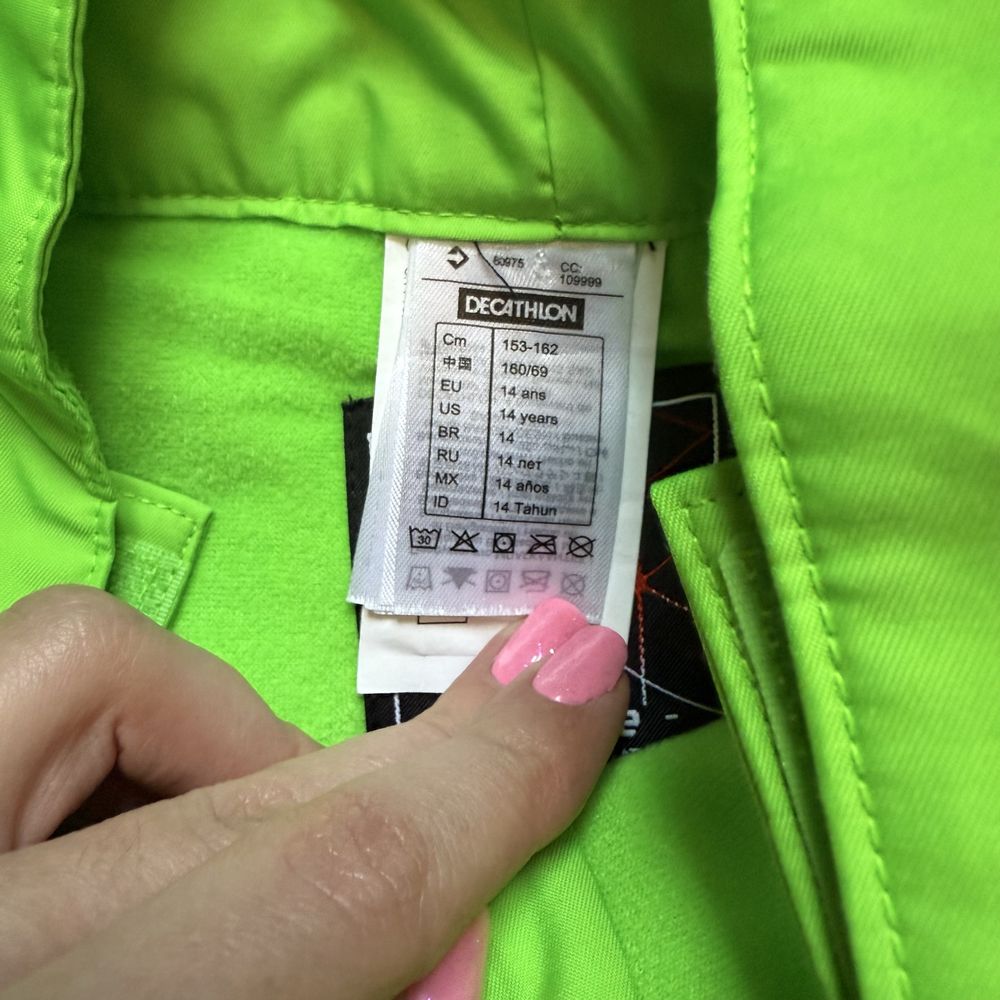 60975
CC:
109999
DECATHLON
Cm 153-162
中国 160/69
EU 14 ans
US 14 years
BR 14
RU 14 лет
MX 14 años
ID 14 Tahun
30